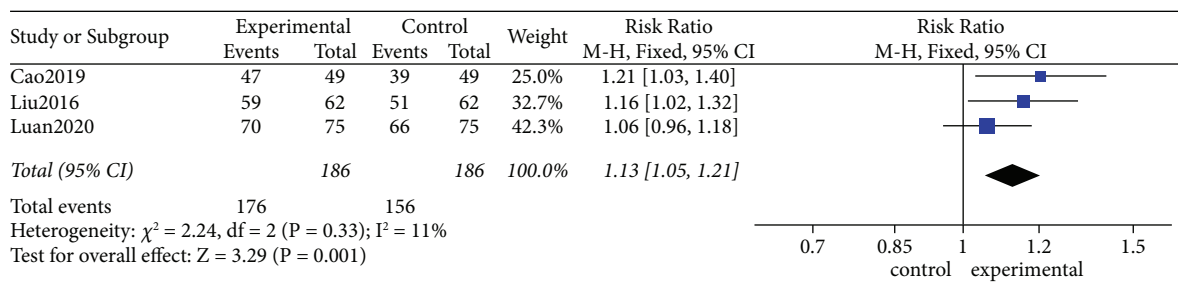 Study or Subgroup Experimental Control Weight Risk Ratio Risk Ratio
Events Total Events Total M-H, Fixed, 95% CI M-H, Fixed, 95% CI
Cao2019 47 49 39 49 25.0% 1.21 [1.03, 1.40]
Liu2016 59 62 51 62 32.7% 1.16 [1.02, 1.32]
Luan2020 70 75 66 75 42.3% 1.06 [0.96, 1.18]
Total (95% CI) 186 186 100.0% 1.13 [1.05, 1.21]
Total events 176 156
Heterogeneity: χ² = 2.24, df = 2 (P = 0.33); I² = 11%
Test for overall effect: Z = 3.29 (P = 0.001)
0.7 0.85 1 1.2 1.5
control experimental